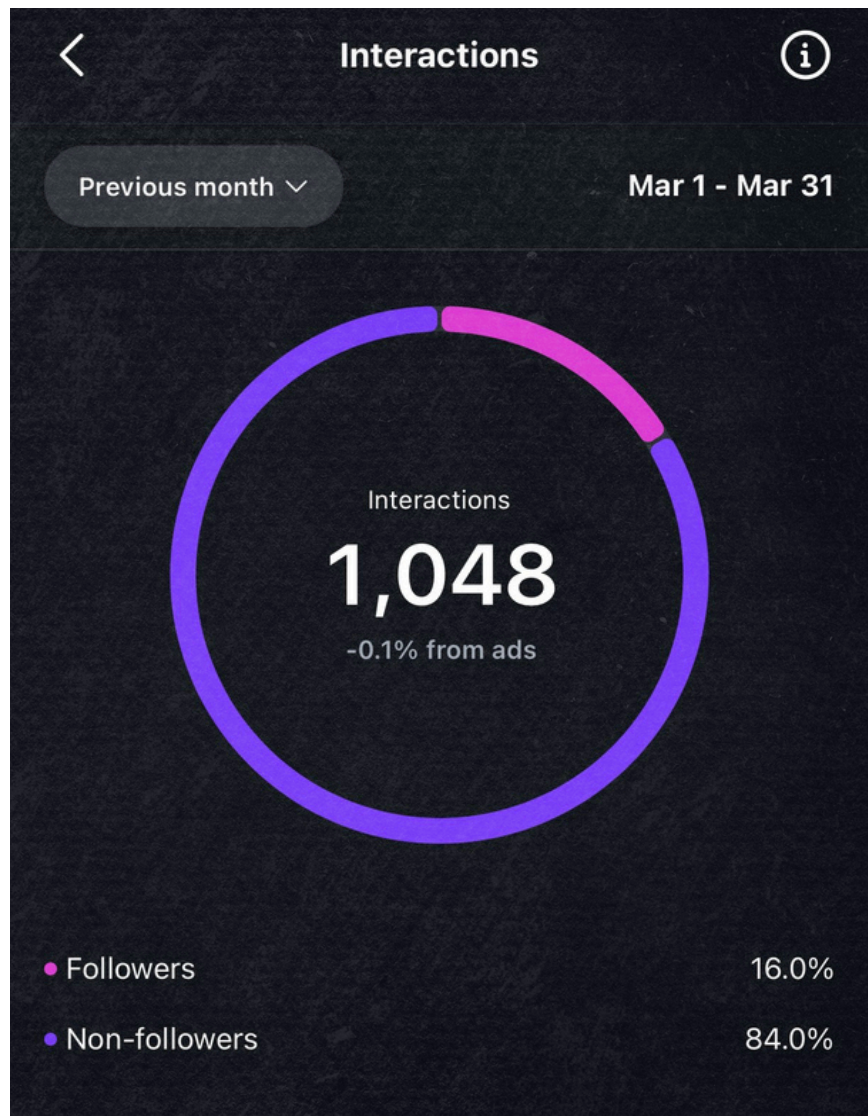 Interactions
Previous month
Mar 1 - Mar 31
Interactions
1,048
-0.1% from ads
Followers 16.0%
Non-followers 84.0%